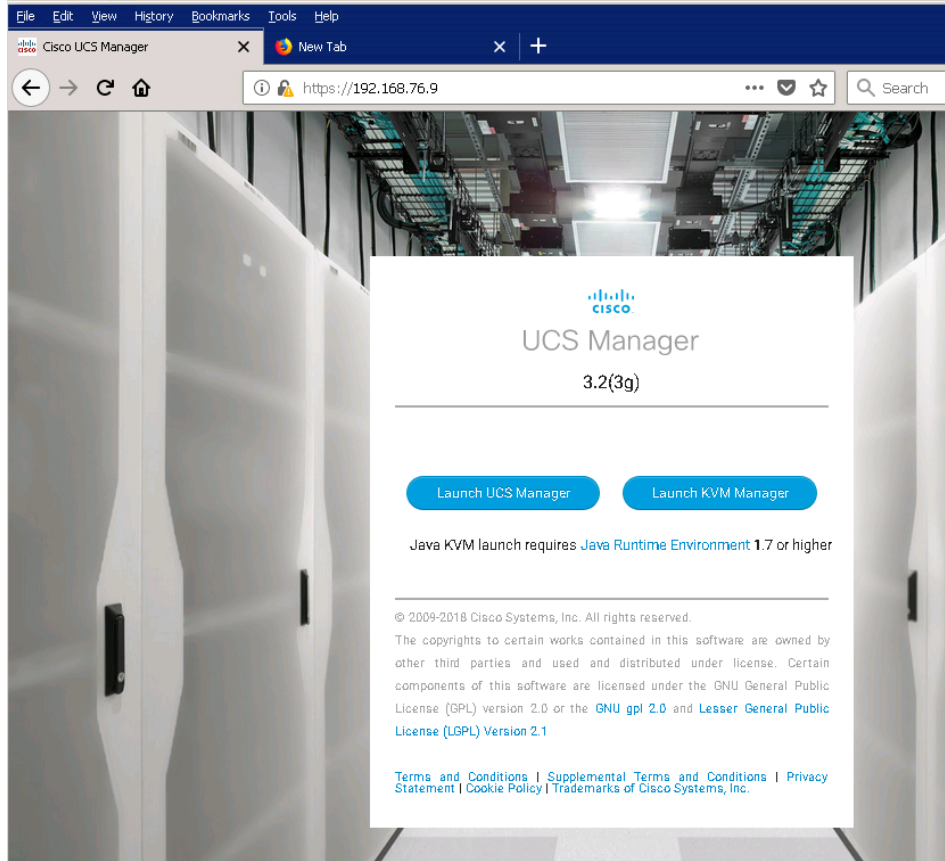 File Edit View History Bookmarks Tools Help
Cisco UCS Manager New Tab
https://192.168.76.9 Search
CISCO
UCS Manager
3.2(3g)
Launch UCS Manager Launch KVM Manager
Java KVM launch requires Java Runtime Environment 1.7 or higher
© 2009-2018 Cisco Systems, Inc. All rights reserved.
The copyrights to certain works contained in this software are owned by
other third parties and used and distributed under license. Certain
components of this software are licensed under the GNU General Public
License (GPL) version 2.0 or the GNU gpl 2.0 and Lesser General Public
License (LGPL) Version 2.1
Terms and Conditions | Supplemental Terms and Conditions | Privacy
Statement | Cookie Policy | Trademarks of Cisco Systems, Inc.